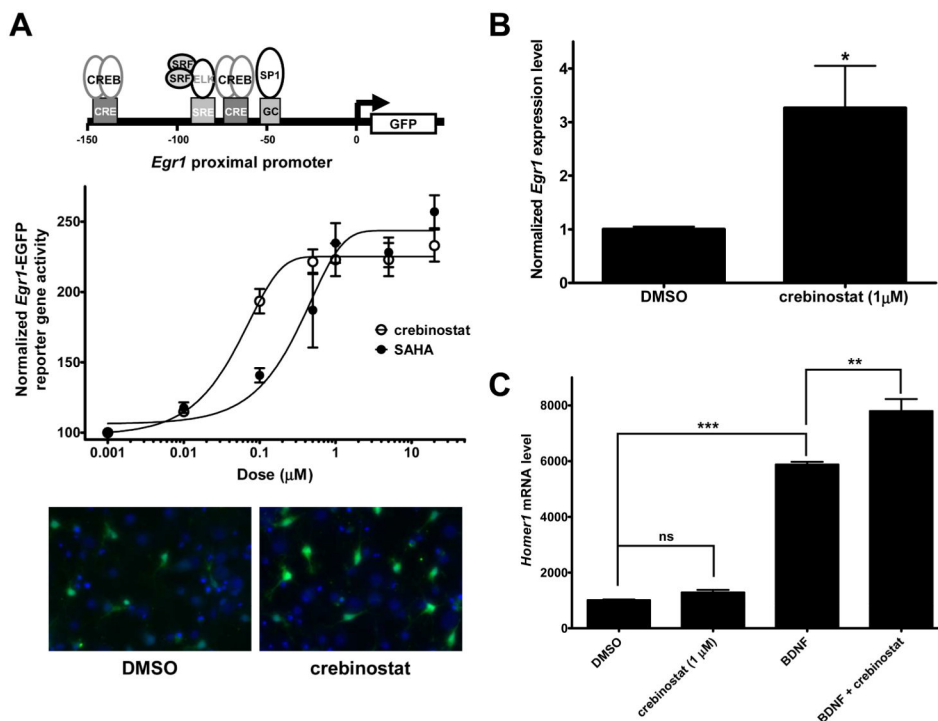 A
SRF
SRF
CREB
ELK
CREB
SP1
CRE
SRE
CRE
GC
GFP
-150
-100
-50
0
Egr1 proximal promoter
Normalized Egr1-EGFP
reporter gene activity
250
200
150
100
crebinostat
SAHA
0.001
0.01
0.1
1
10
Dose (μM)
DMSO
crebinostat
B
Normalized Egr1 expression level
5
4
3
2
1
0
*
DMSO
crebinostat (1μM)
C
Homer1 mRNA level
8000
6000
4000
2000
1000
0
**
***
ns
DMSO
crebinostat (1 μM)
BDNF
BDNF + crebinostat